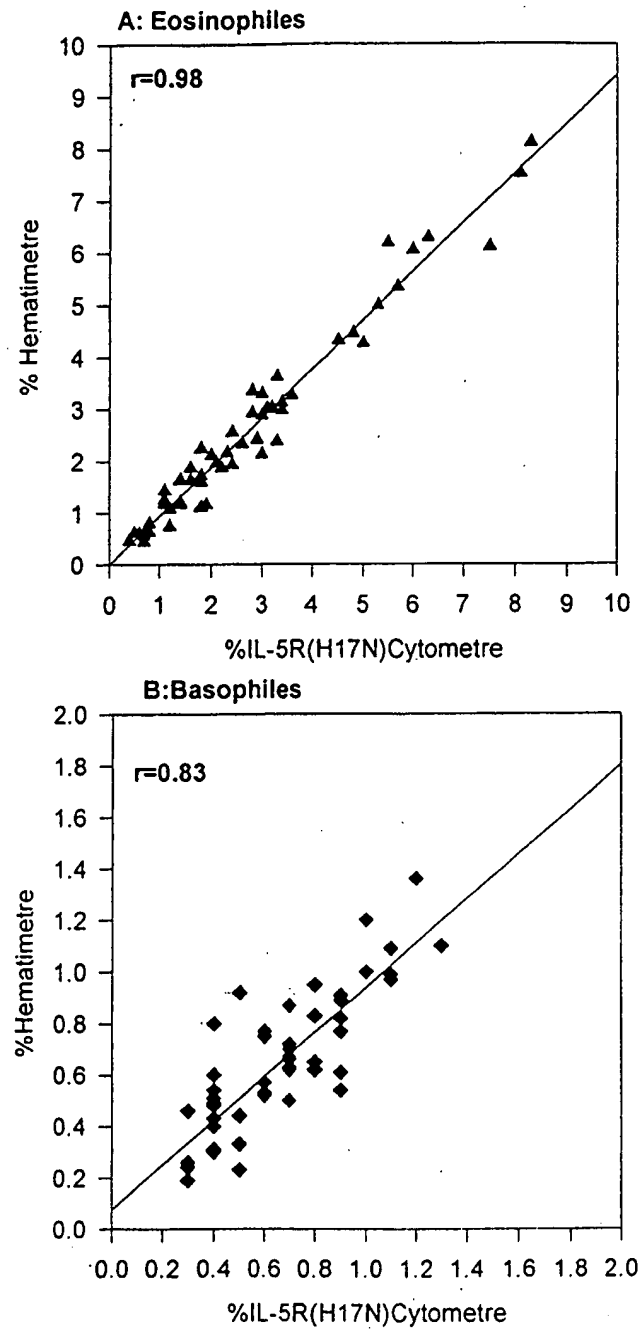 A: Eosinophiles
10
r=0.98
9
8
7
6
5
4
3
2
1
0
% Hematimetre
0 1 2 3 4 5 6 7 8 9 10
%IL-5R(H17N)Cytometre
B:Basophiles
2.0
r=0.83
1.8
1.6
1.4
1.2
1.0
0.8
0.6
0.4
0.2
0.0
%Hematimetre
0.0 0.2 0.4 0.6 0.8 1.0 1.2 1.4 1.6 1.8 2.0
%IL-5R(H17N)Cytometre